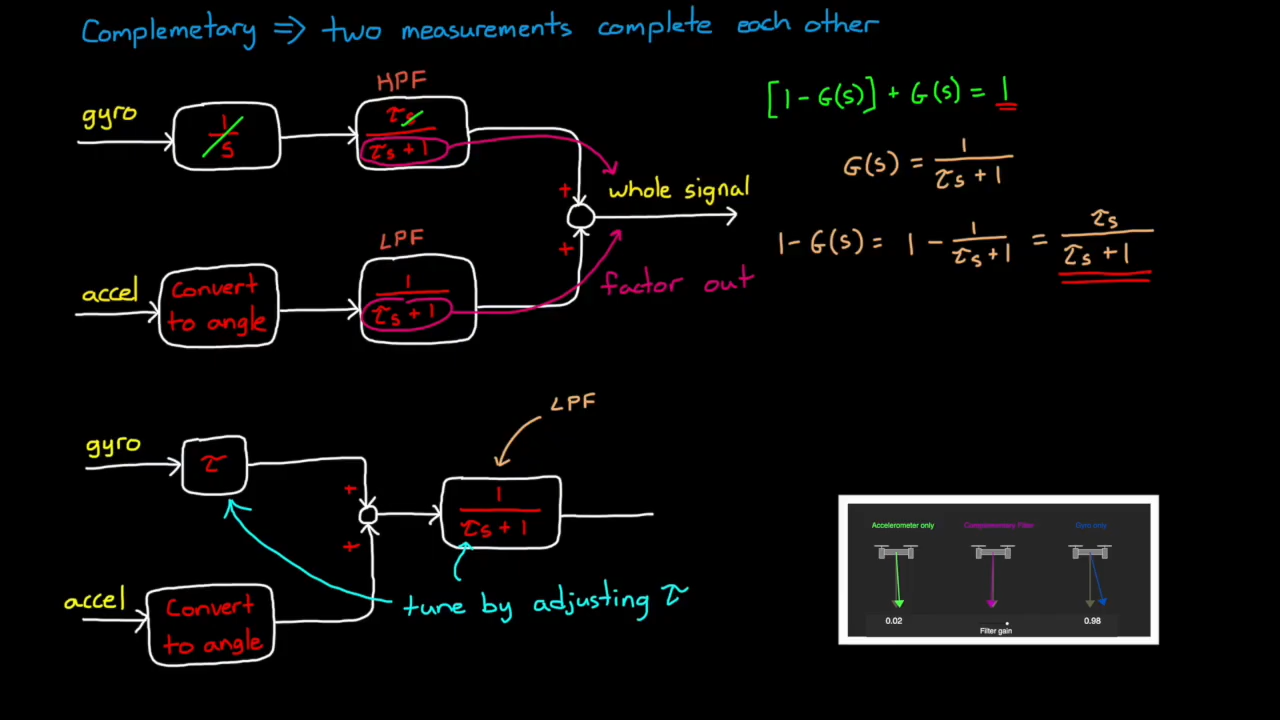 Complemetary => two measurements complete each other
HPF
gyro
1/s
τs/(τs + 1)
+
whole signal
LPF
+
accel
Convert
to angle
1/(τs + 1)
factor out
[1 - G(s)] + G(s) = 1
G(s) = 1/(τs + 1)
1 - G(s) = 1 - 1/(τs + 1) = τs/(τs + 1)
LPF
gyro
τ
+
1/(τs + 1)
+
accel
Convert
to angle
tune by adjusting τ
Accelerometer only
Complementary Filter
Gyro only
0.02
0.98
Filter gain